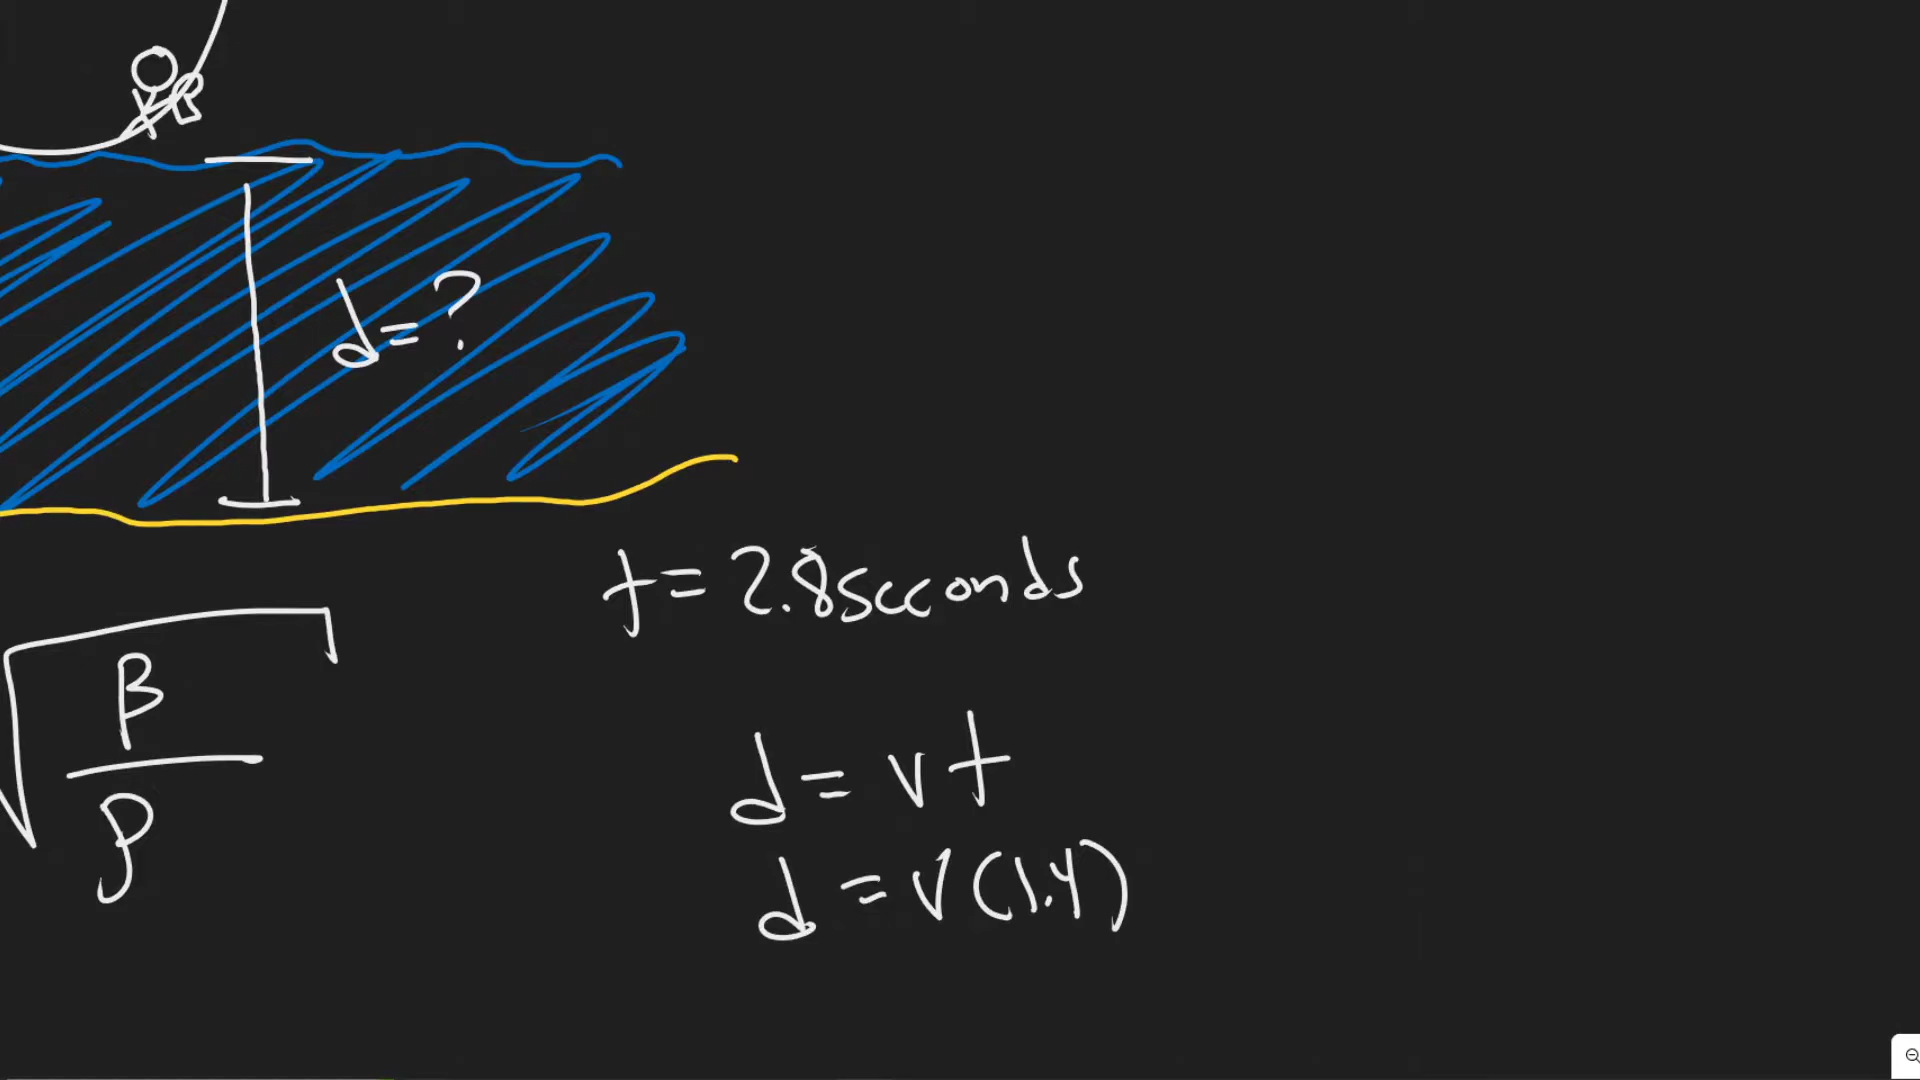 d=?
t=2.8seconds
√
β
ρ
d=vt
d=v(1.4)